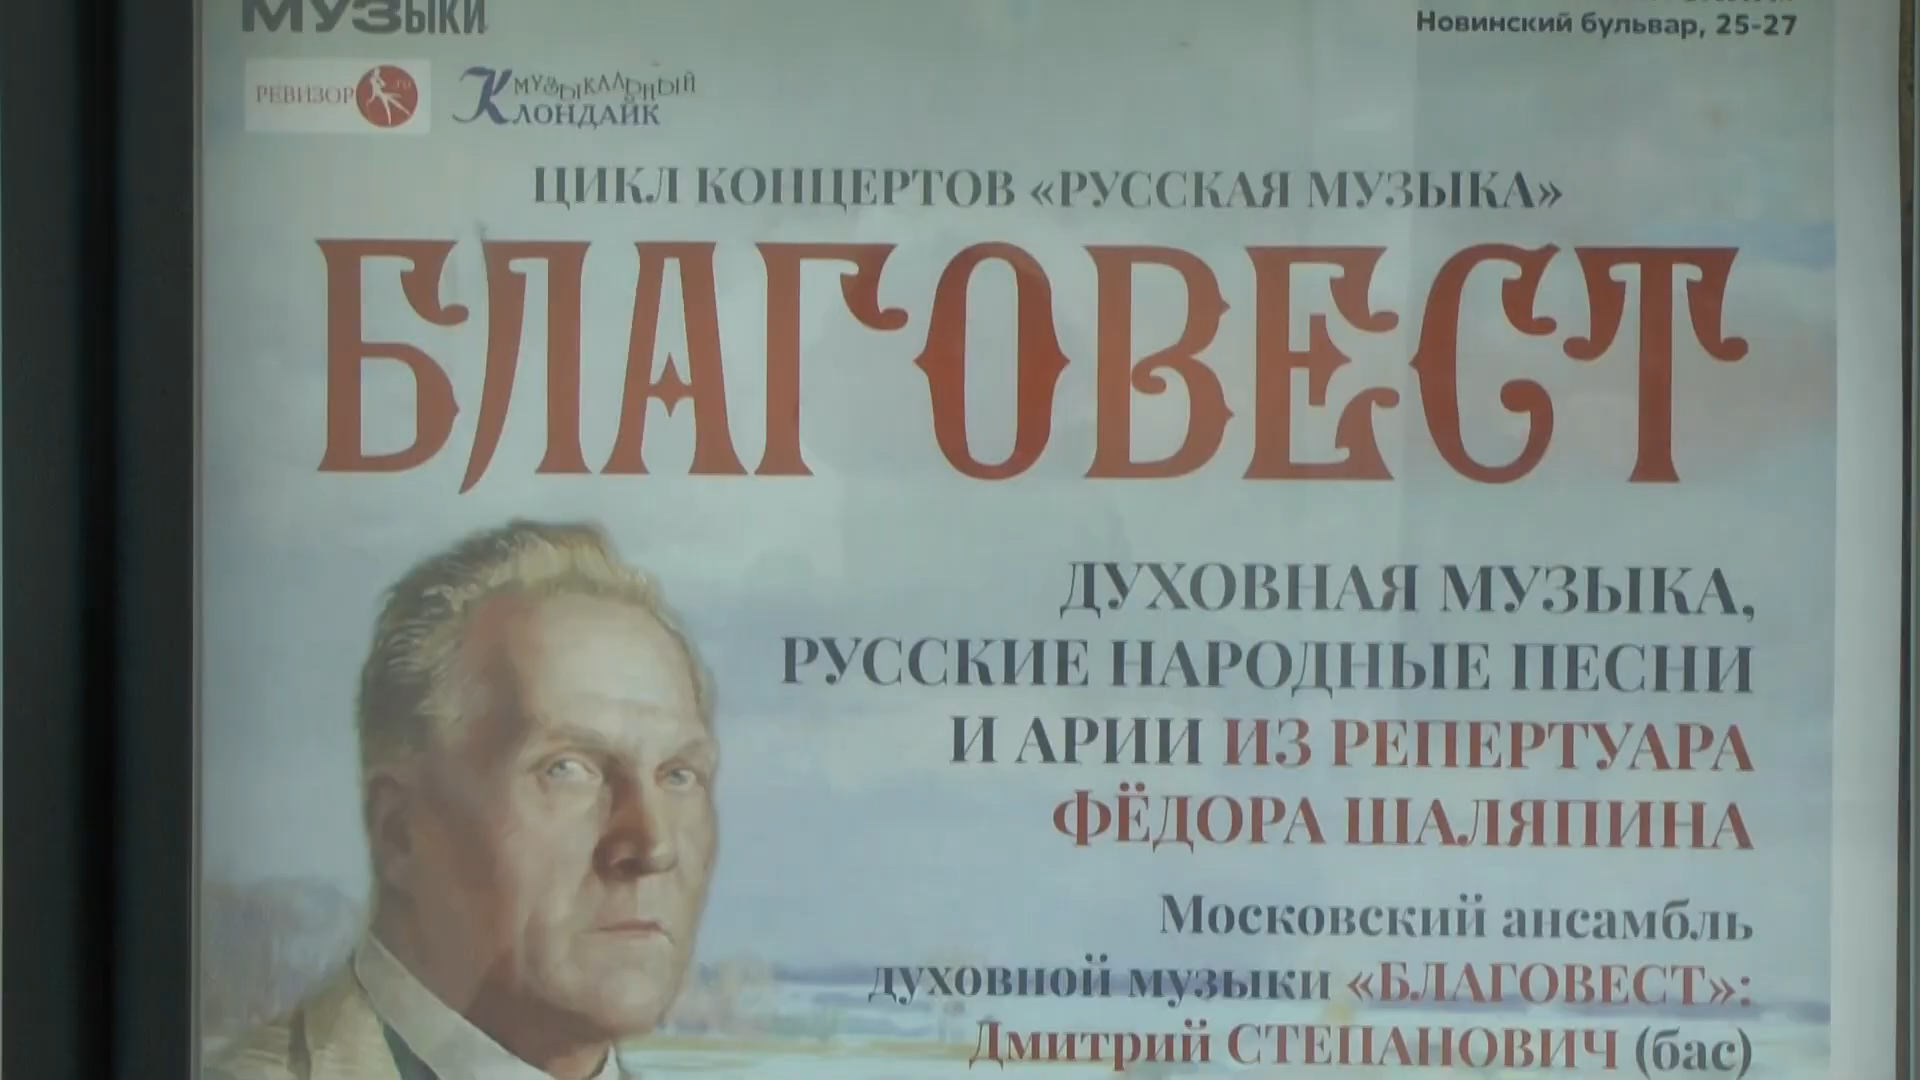 МУЗЫКИ
Новинский бульвар, 25-27
РЕВИЗОР.ru
МУЗЫКАЛЬНЫЙ
КЛОНДАЙК
ЦИКЛ КОНЦЕРТОВ «РУССКАЯ МУЗЫКА»
БЛАГОВЕСТ
ДУХОВНАЯ МУЗЫКА,
РУССКИЕ НАРОДНЫЕ ПЕСНИ
И АРИИ ИЗ РЕПЕРТУАРА
ФЁДОРА ШАЛЯПИНА
Московский ансамбль
духовной музыки «БЛАГОВЕСТ»:
Дмитрий СТЕПАНОВИЧ (бас)